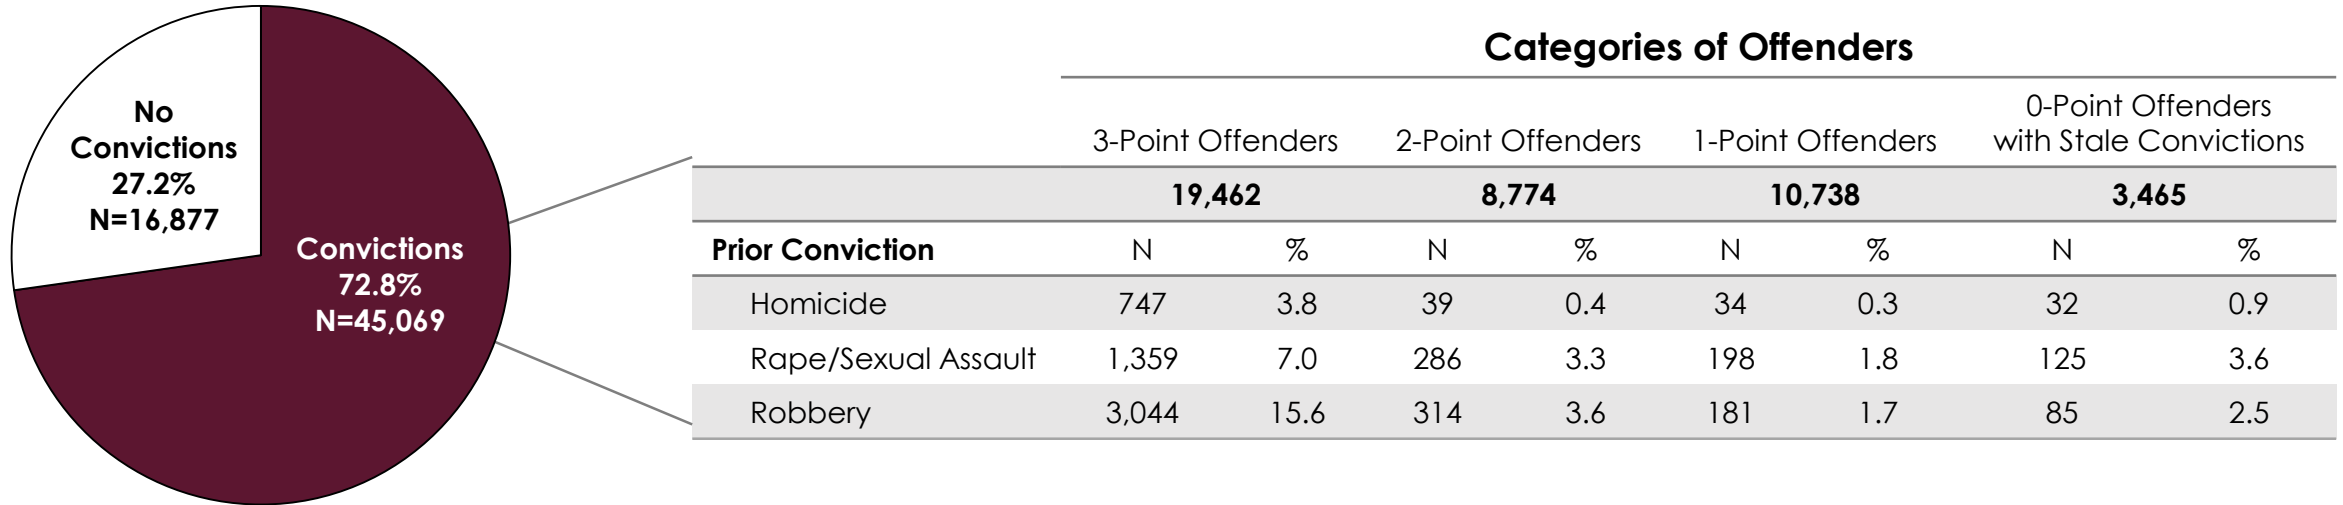 No
Convictions
27.2%
N=16,877
Convictions
72.8%
N=45,069
Categories of Offenders
3-Point Offenders 2-Point Offenders 1-Point Offenders 0-Point Offenders
with Stale Convictions
19,462 8,774 10,738 3,465
Prior Conviction N % N % N % N %
Homicide 747 3.8 39 0.4 34 0.3 32 0.9
Rape/Sexual Assault 1,359 7.0 286 3.3 198 1.8 125 3.6
Robbery 3,044 15.6 314 3.6 181 1.7 85 2.5